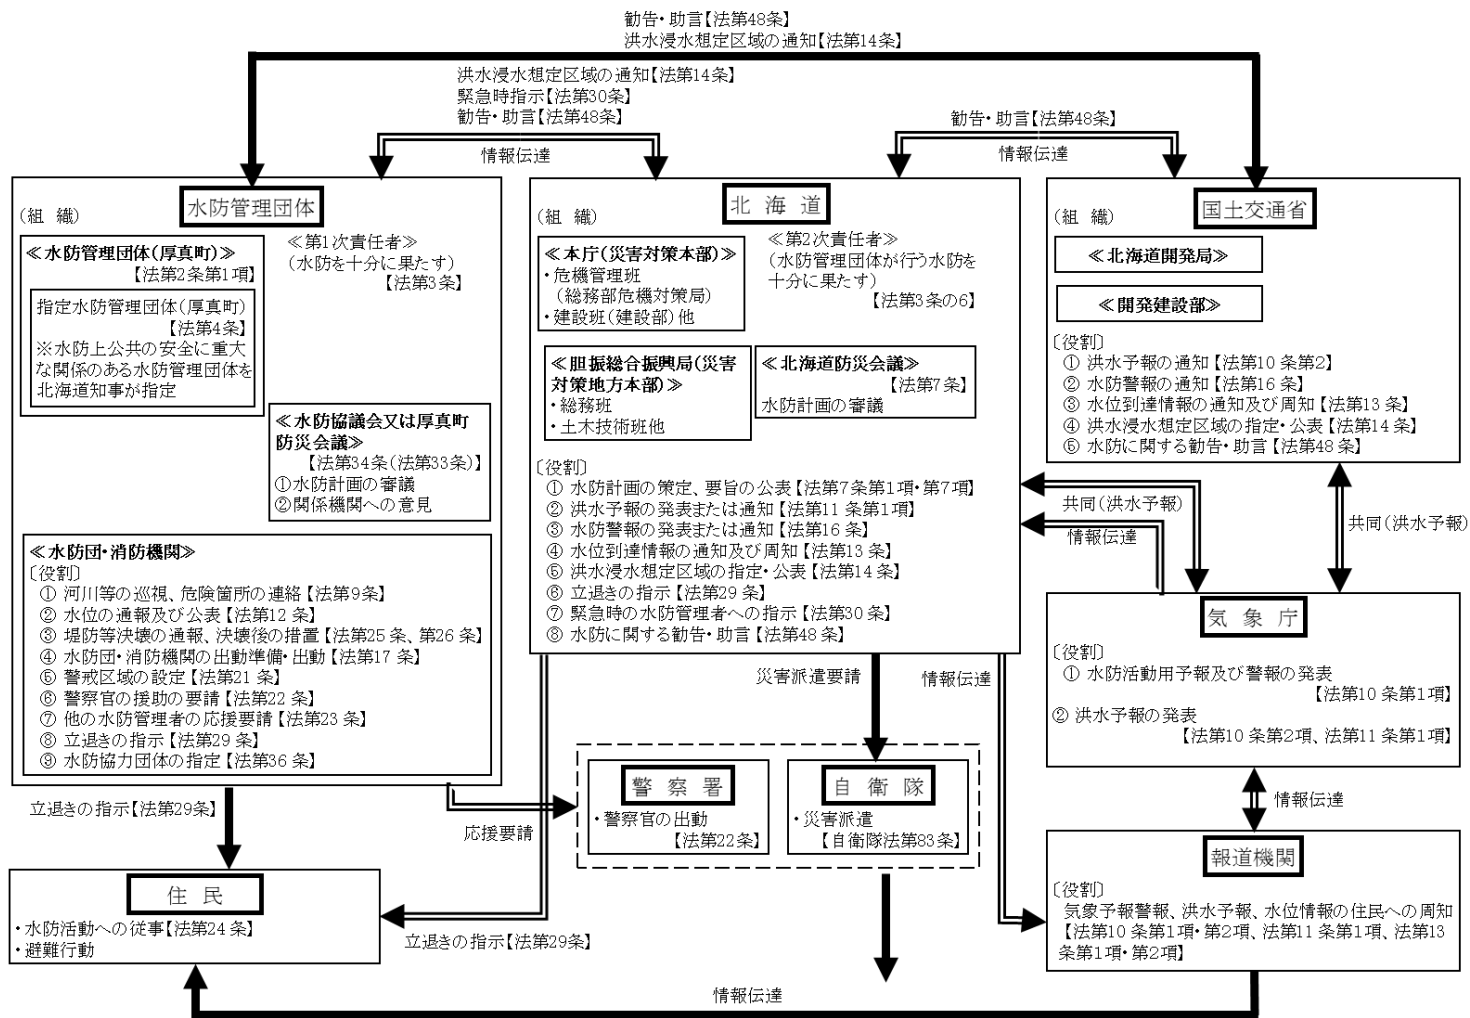 勧告・助言【法第48条】
洪水浸水想定区域の通知【法第14条】
洪水浸水想定区域の通知【法第14条】
緊急時指示【法第30条】
勧告・助言【法第48条】
情報伝達
勧告・助言【法第48条】
情報伝達
水防管理団体
(組 織)
≪水防管理団体(厚真町)≫
【法第2条第1項】
指定水防管理団体(厚真町)
【法第4条】
※水防上公共の安全に重大
な関係のある水防管理団体を
北海道知事が指定
≪第1次責任者≫
(水防を十分に果たす)
【法第3条】
≪水防協議会又は厚真町
防災会議≫
【法第34条(法第33条)】
①水防計画の審議
②関係機関への意見
≪水防団・消防機関≫
〔役割〕
① 河川等の巡視、危険箇所の連絡【法第9条】
② 水位の通報及び公表【法第12 条】
③ 堤防等決壊の通報、決壊後の措置【法第25 条、第26 条】
④ 水防団・消防機関の出動準備・出動【法第17 条】
⑤ 警戒区域の設定【法第21 条】
⑥ 警察官の援助の要請【法第22 条】
⑦ 他の水防管理者の応援要請【法第23 条】
⑧ 立退きの指示【法第29 条】
⑨ 水防協力団体の指定【法第36 条】
北 海 道
(組 織)
≪本庁(災害対策本部)≫
・危機管理班
(総務部危機対策局)
・建設班(建設部)他
≪第2次責任者≫
(水防管理団体が行う水防を
十分に果たす)
【法第3条の6】
≪胆振総合振興局(災害
対策地方本部)≫
・総務班
・土木技術班他
≪北海道防災会議≫
【法第7条】
水防計画の審議
〔役割〕
① 水防計画の策定、要旨の公表【法第7条第1項・第7項】
② 洪水予報の発表または通知【法第11 条第1項】
③ 水防警報の発表または通知【法第16 条】
④ 水位到達情報の通知及び周知【法第13 条】
⑤ 洪水浸水想定区域の指定・公表【法第14 条】
⑥ 立退きの指示【法第29 条】
⑦ 緊急時の水防管理者への指示【法第30 条】
⑧ 水防に関する勧告・助言【法第48 条】
国土交通省
(組 織)
≪北海道開発局≫
≪開発建設部≫
〔役割〕
① 洪水予報の通知【法第10 条第2】
② 水防警報の通知【法第16 条】
③ 水位到達情報の通知及び周知【法第13 条】
④ 洪水浸水想定区域の指定・公表【法第14 条】
⑤ 水防に関する勧告・助言【法第48 条】
共同(洪水予報)
情報伝達
共同(洪水予報)
気 象 庁
〔役割〕
① 水防活動用予報及び警報の発表
【法第10 条第1項】
② 洪水予報の発表
【法第10 条第2項、法第11 条第1項】
災害派遣要請
情報伝達
警 察 署
・警察官の出動
【法第22条】
自 衛 隊
・災害派遣
【自衛隊法第83条】
情報伝達
立退きの指示【法第29条】
応援要請
報道機関
〔役割〕
気象予報警報、洪水予報、水位情報の住民への周知
【法第10 条第1項・第2項、法第11 条第1項、法第13
条第1項・第2項】
住 民
・水防活動への従事【法第24 条】
・避難行動
立退きの指示【法第29条】
情報伝達